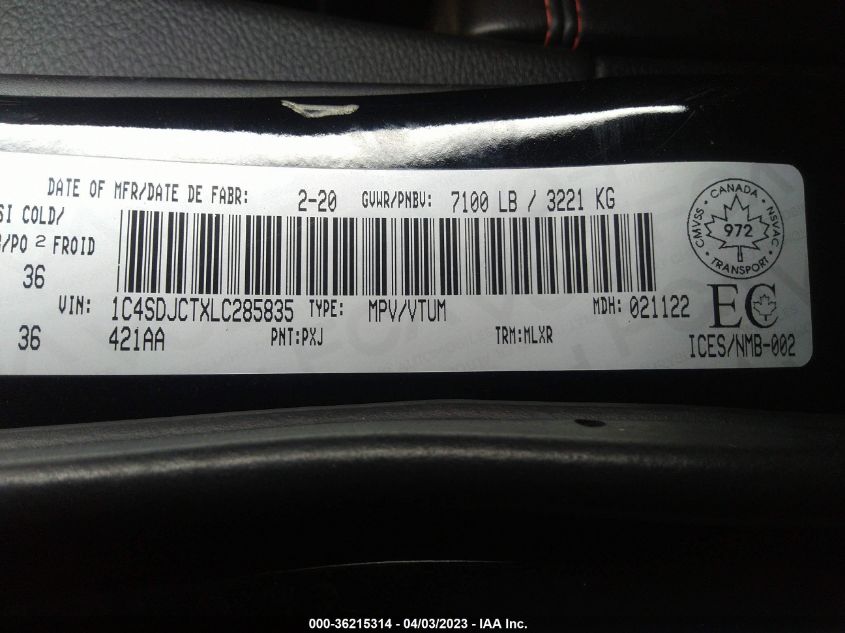 DATE OF MFR/DATE DE FABR: 2-20 GVWR/PNBV: 7100 LB / 3221 KG
SI COLD/
/PO 2 FROID
36
VIN: 1C4SDJCTXLC285835 TYPE: MPV/VTUM MDH: 021122
36 421AA PNT:PXJ TRM:MLXR
CANADA
CMVSS NSVAC
972
TRANSPORT
EC
ICES/NMB-002
000-36215314 - 04/03/2023 - IAA Inc.